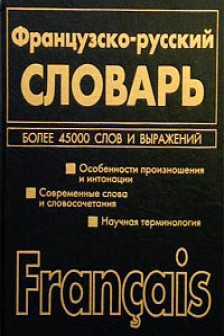 Французско-русский
СЛОВАРЬ
БОЛЕЕ 45000 СЛОВ И ВЫРАЖЕНИЙ
Особенности произношения
и интонации
Современные слова
и словосочетания
Научная терминология
Français